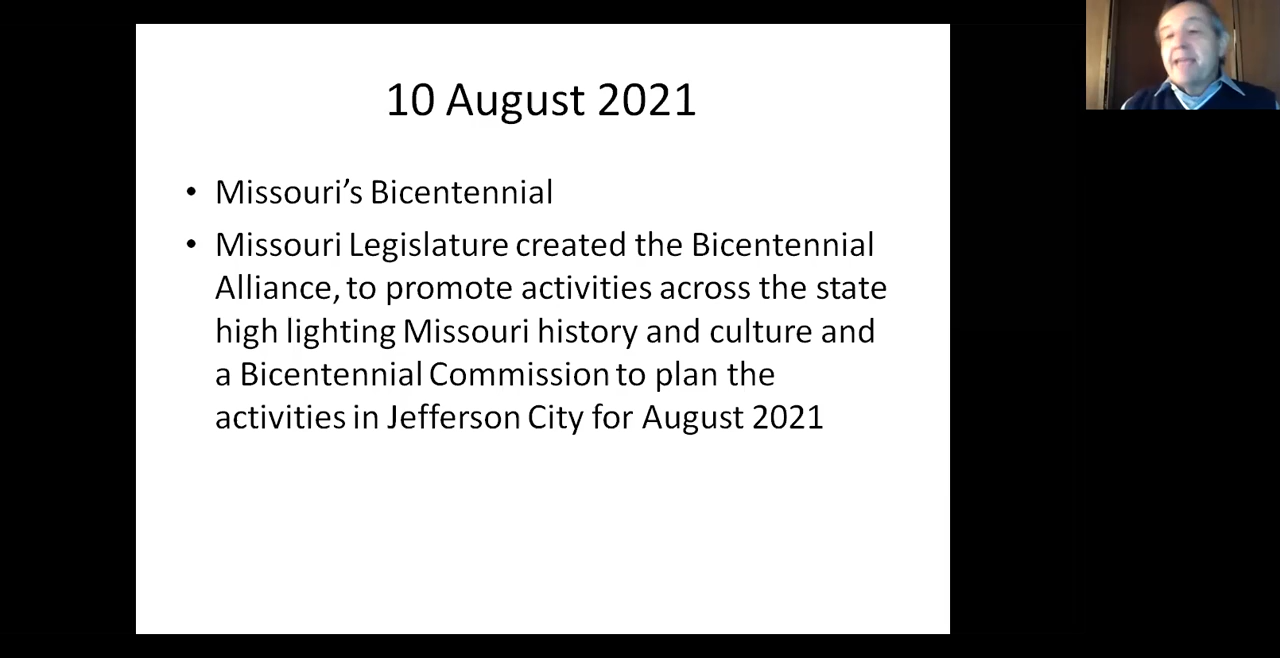 10 August 2021
• Missouri’s Bicentennial
• Missouri Legislature created the Bicentennial
Alliance, to promote activities across the state
high lighting Missouri history and culture and
a Bicentennial Commission to plan the
activities in Jefferson City for August 2021